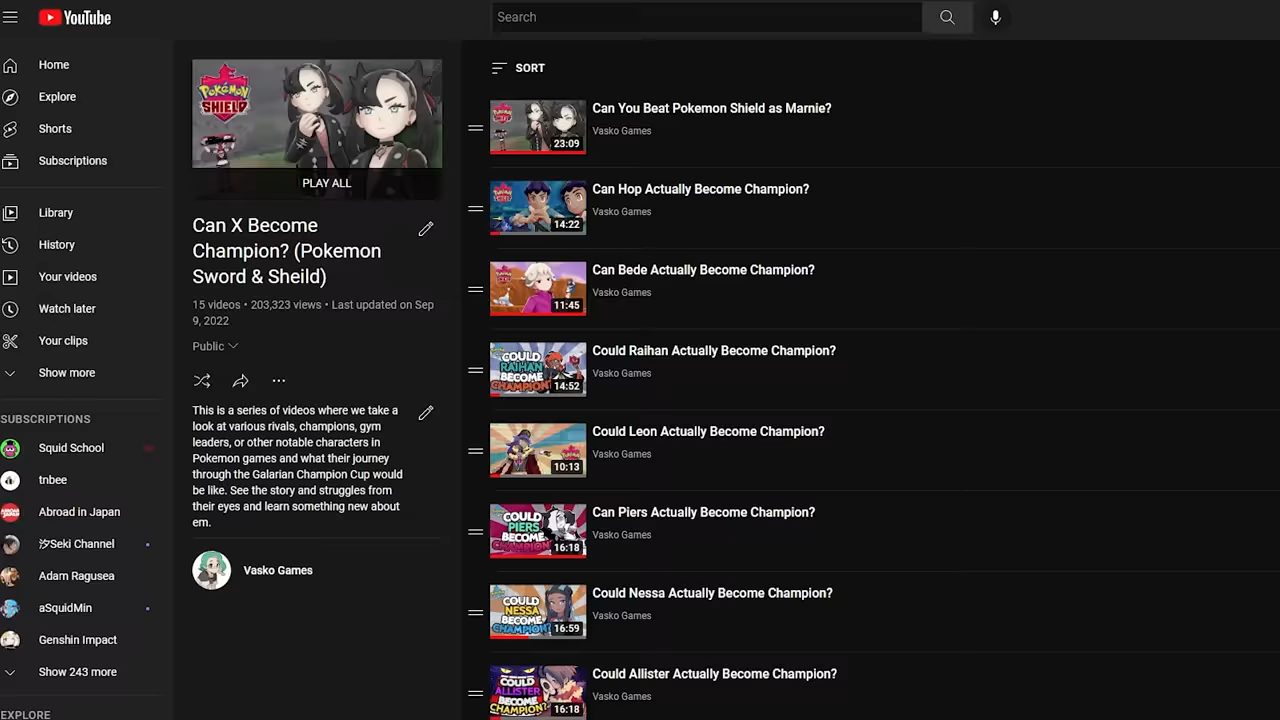 YouTube
Search
Home
Explore
Shorts
Subscriptions
Library
History
Your videos
Watch later
Your clips
Show more
SUBSCRIPTIONS
Squid School
tnbee
Abroad in Japan
汐Seki Channel
Adam Ragusea
aSquidMin
Genshin Impact
Show 243 more
EXPLORE
POKÉMON
SHIELD
PLAY ALL
Can X Become
Champion? (Pokemon
Sword & Sheild)
15 videos • 203,323 views • Last updated on Sep
9, 2022
Public
This is a series of videos where we take a
look at various rivals, champions, gym
leaders, or other notable characters in
Pokemon games and what their journey
through the Galarian Champion Cup would
be like. See the story and struggles from
their eyes and learn something new about
em.
Vasko Games
SORT
23:09
Can You Beat Pokemon Shield as Marnie?
Vasko Games
14:22
Can Hop Actually Become Champion?
Vasko Games
11:45
Can Bede Actually Become Champion?
Vasko Games
COULD
RAIHAN
BECOME
CHAMPION?
14:52
Could Raihan Actually Become Champion?
Vasko Games
10:13
Could Leon Actually Become Champion?
Vasko Games
COULD
PIERS
BECOME
CHAMPION?
16:18
Can Piers Actually Become Champion?
Vasko Games
COULD
NESSA
BECOME
CHAMPION?
16:59
Could Nessa Actually Become Champion?
Vasko Games
COULD
ALLISTER
BECOME
CHAMPION?
16:18
Could Allister Actually Become Champion?
Vasko Games